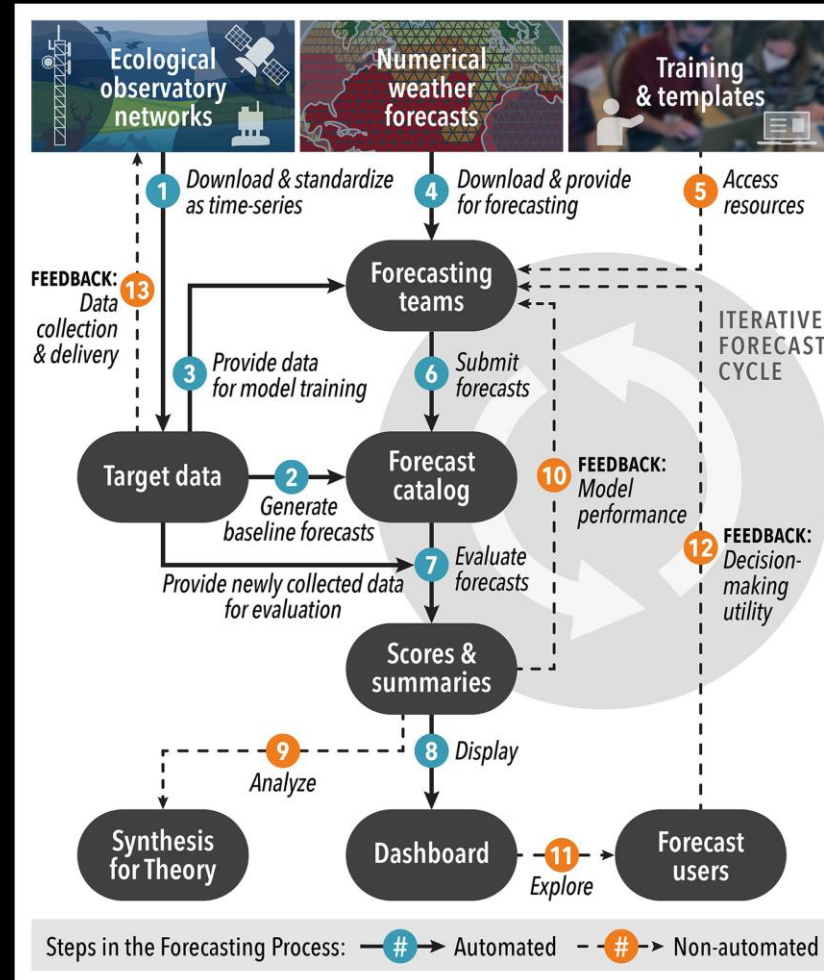 Ecological
observatory
networks
Numerical
weather
forecasts
Training
& templates
1
Download & standardize
as time-series
4
Download & provide
for forecasting
5
Access
resources
FEEDBACK:
Data
collection
& delivery
13
Forecasting
teams
ITERATIVE
FORECAST
CYCLE
3
Provide data
for model training
6
Submit
forecasts
Target data
2
Generate
baseline forecasts
Forecast
catalog
10
FEEDBACK:
Model
performance
12
FEEDBACK:
Decision-
making
utility
Provide newly collected data
for evaluation
7
Evaluate
forecasts
Scores &
summaries
9
Analyze
8
Display
Synthesis
for Theory
Dashboard
11
Explore
Forecast
users
Steps in the Forecasting Process: # Automated # Non-automated